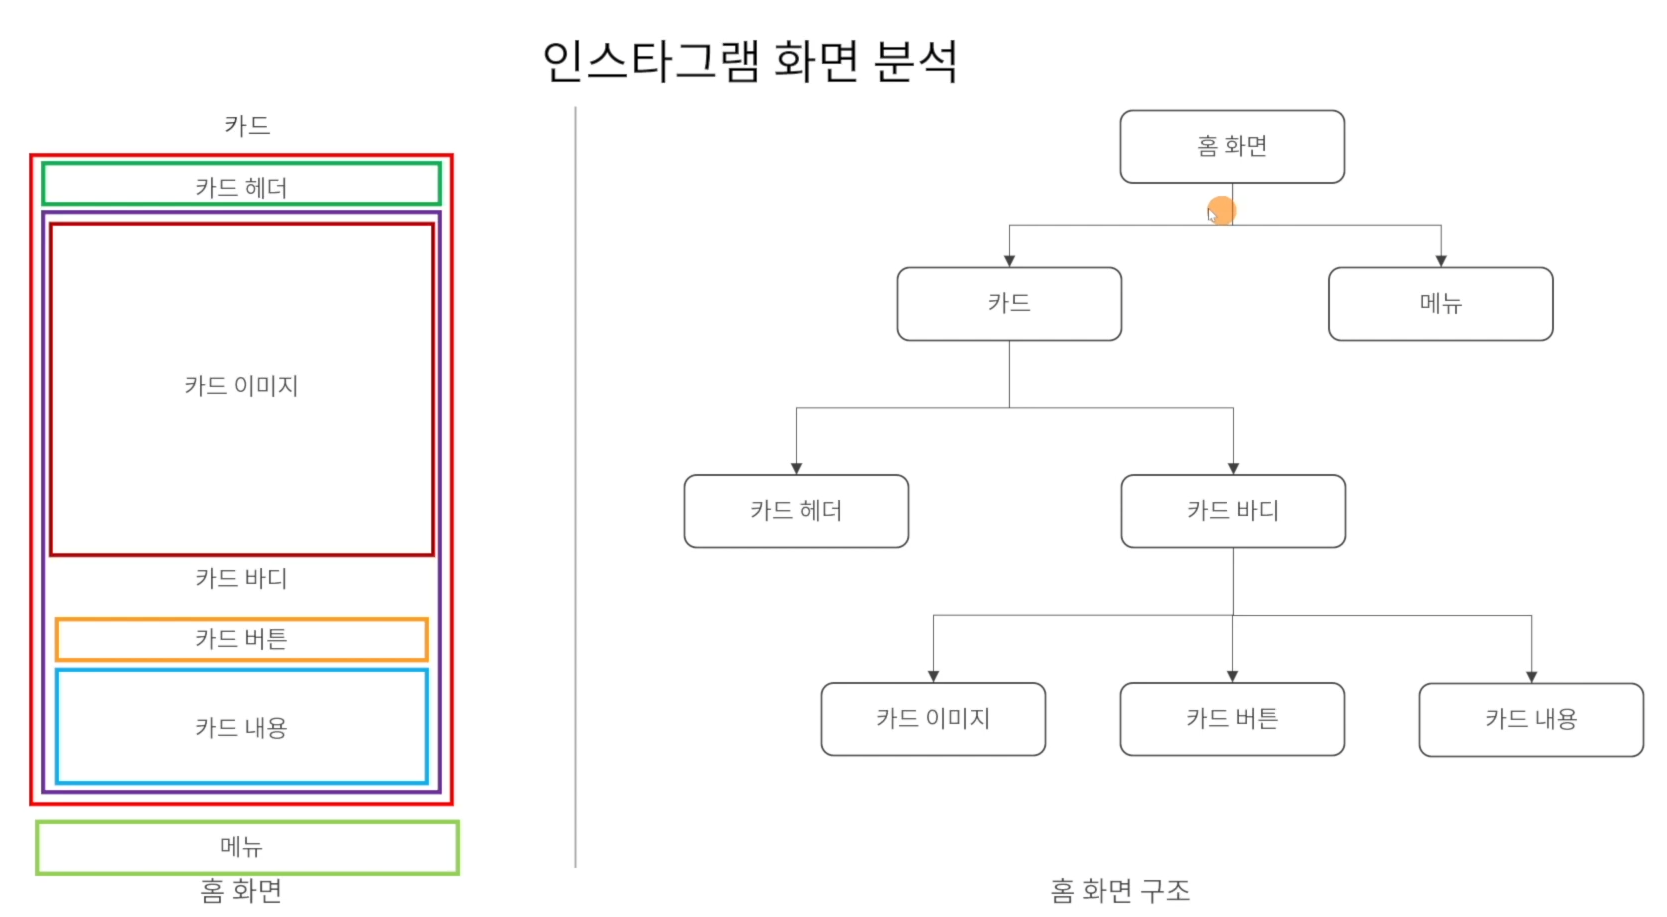 인스타그램 화면 분석
카드
카드 헤더
카드 이미지
카드 바디
카드 버튼
카드 내용
메뉴
홈 화면
홈 화면
카드
메뉴
카드 헤더
카드 바디
카드 이미지
카드 버튼
카드 내용
홈 화면 구조